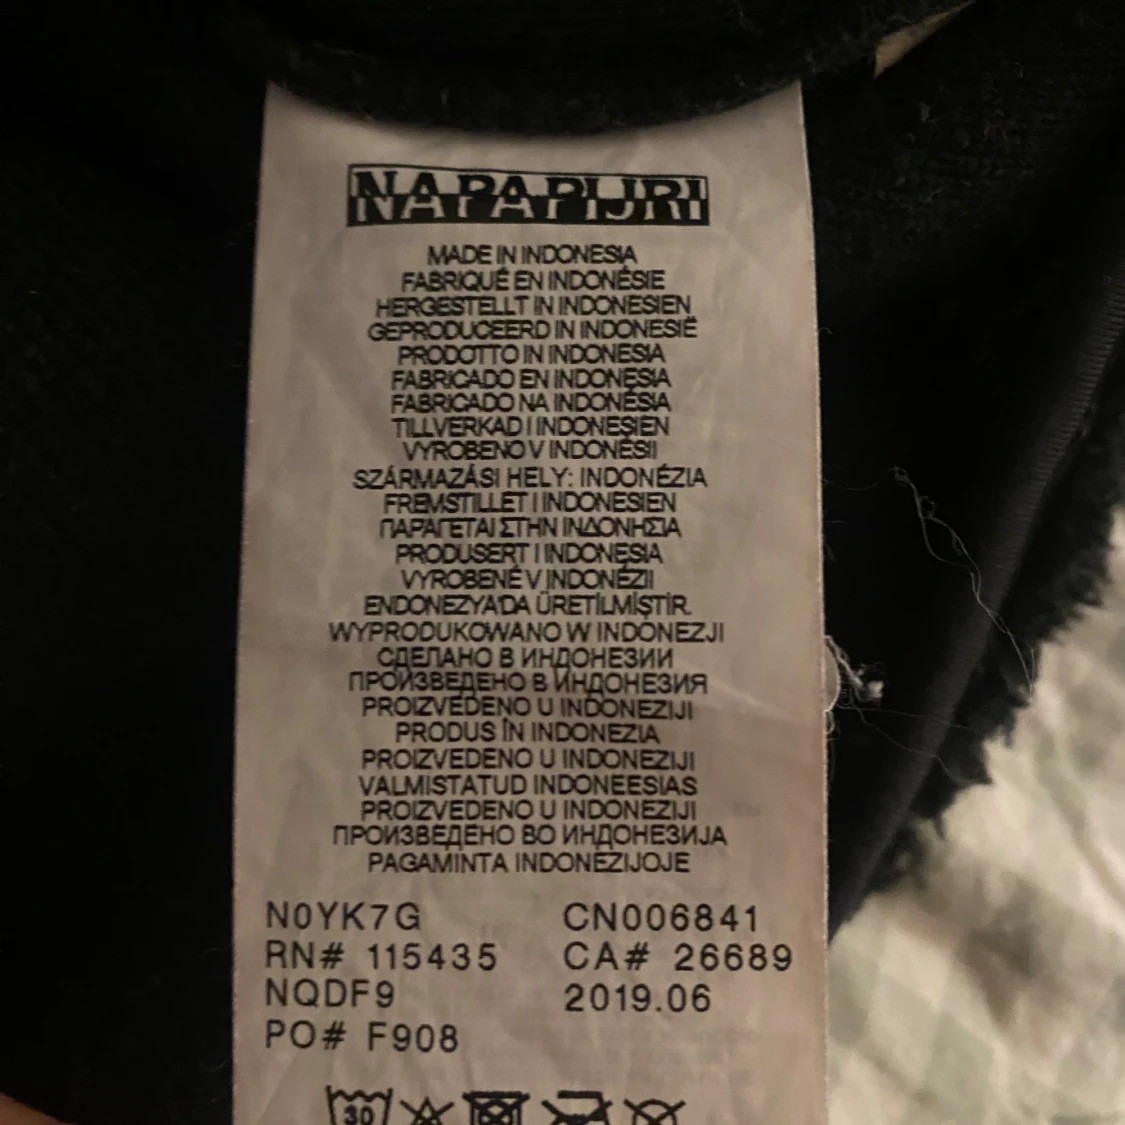 NAPAPIJRI
MADE IN INDONESIA
FABRIQUÉ EN INDONÉSIE
HERGESTELLT IN INDONESIEN
GEPRODUCEERD IN INDONESIË
PRODOTTO IN INDONESIA
FABRICADO EN INDONESIA
FABRICADO NA INDONÉSIA
TILLVERKAD I INDONESIEN
VYROBENO V INDONÉSII
SZÁRMAZÁSI HELY: INDONÉZIA
FREMSTILLET I INDONESIEN
ΠΑΡΑΓΕΤΑΙ ΣΤΗΝ ΙΝΔΟΝΗΣΙΑ
PRODUSERT I INDONESIA
VYROBENÉ V INDONÉZII
ENDONEZYA'DA ÜRETİLMİŞTİR.
WYPRODUKOWANO W INDONEZJI
СДЕЛАНО В ИНДОНЕЗИИ
ПРОИЗВЕДЕНО В ИНДОНЕЗИЯ
PROIZVEDENO U INDONEZIJI
PRODUS ÎN INDONEZIA
PROIZVEDENO U INDONEZIJI
VALMISTATUD INDONEESIAS
PROIZVEDENO U INDONEZIJI
ПРОИЗВЕДЕНО ВО ИНДОНЕЗИЈА
PAGAMINTA INDONEZIJOJE
N0YK7G CN006841
RN# 115435 CA# 26689
NQDF9 2019.06
PO# F908
30